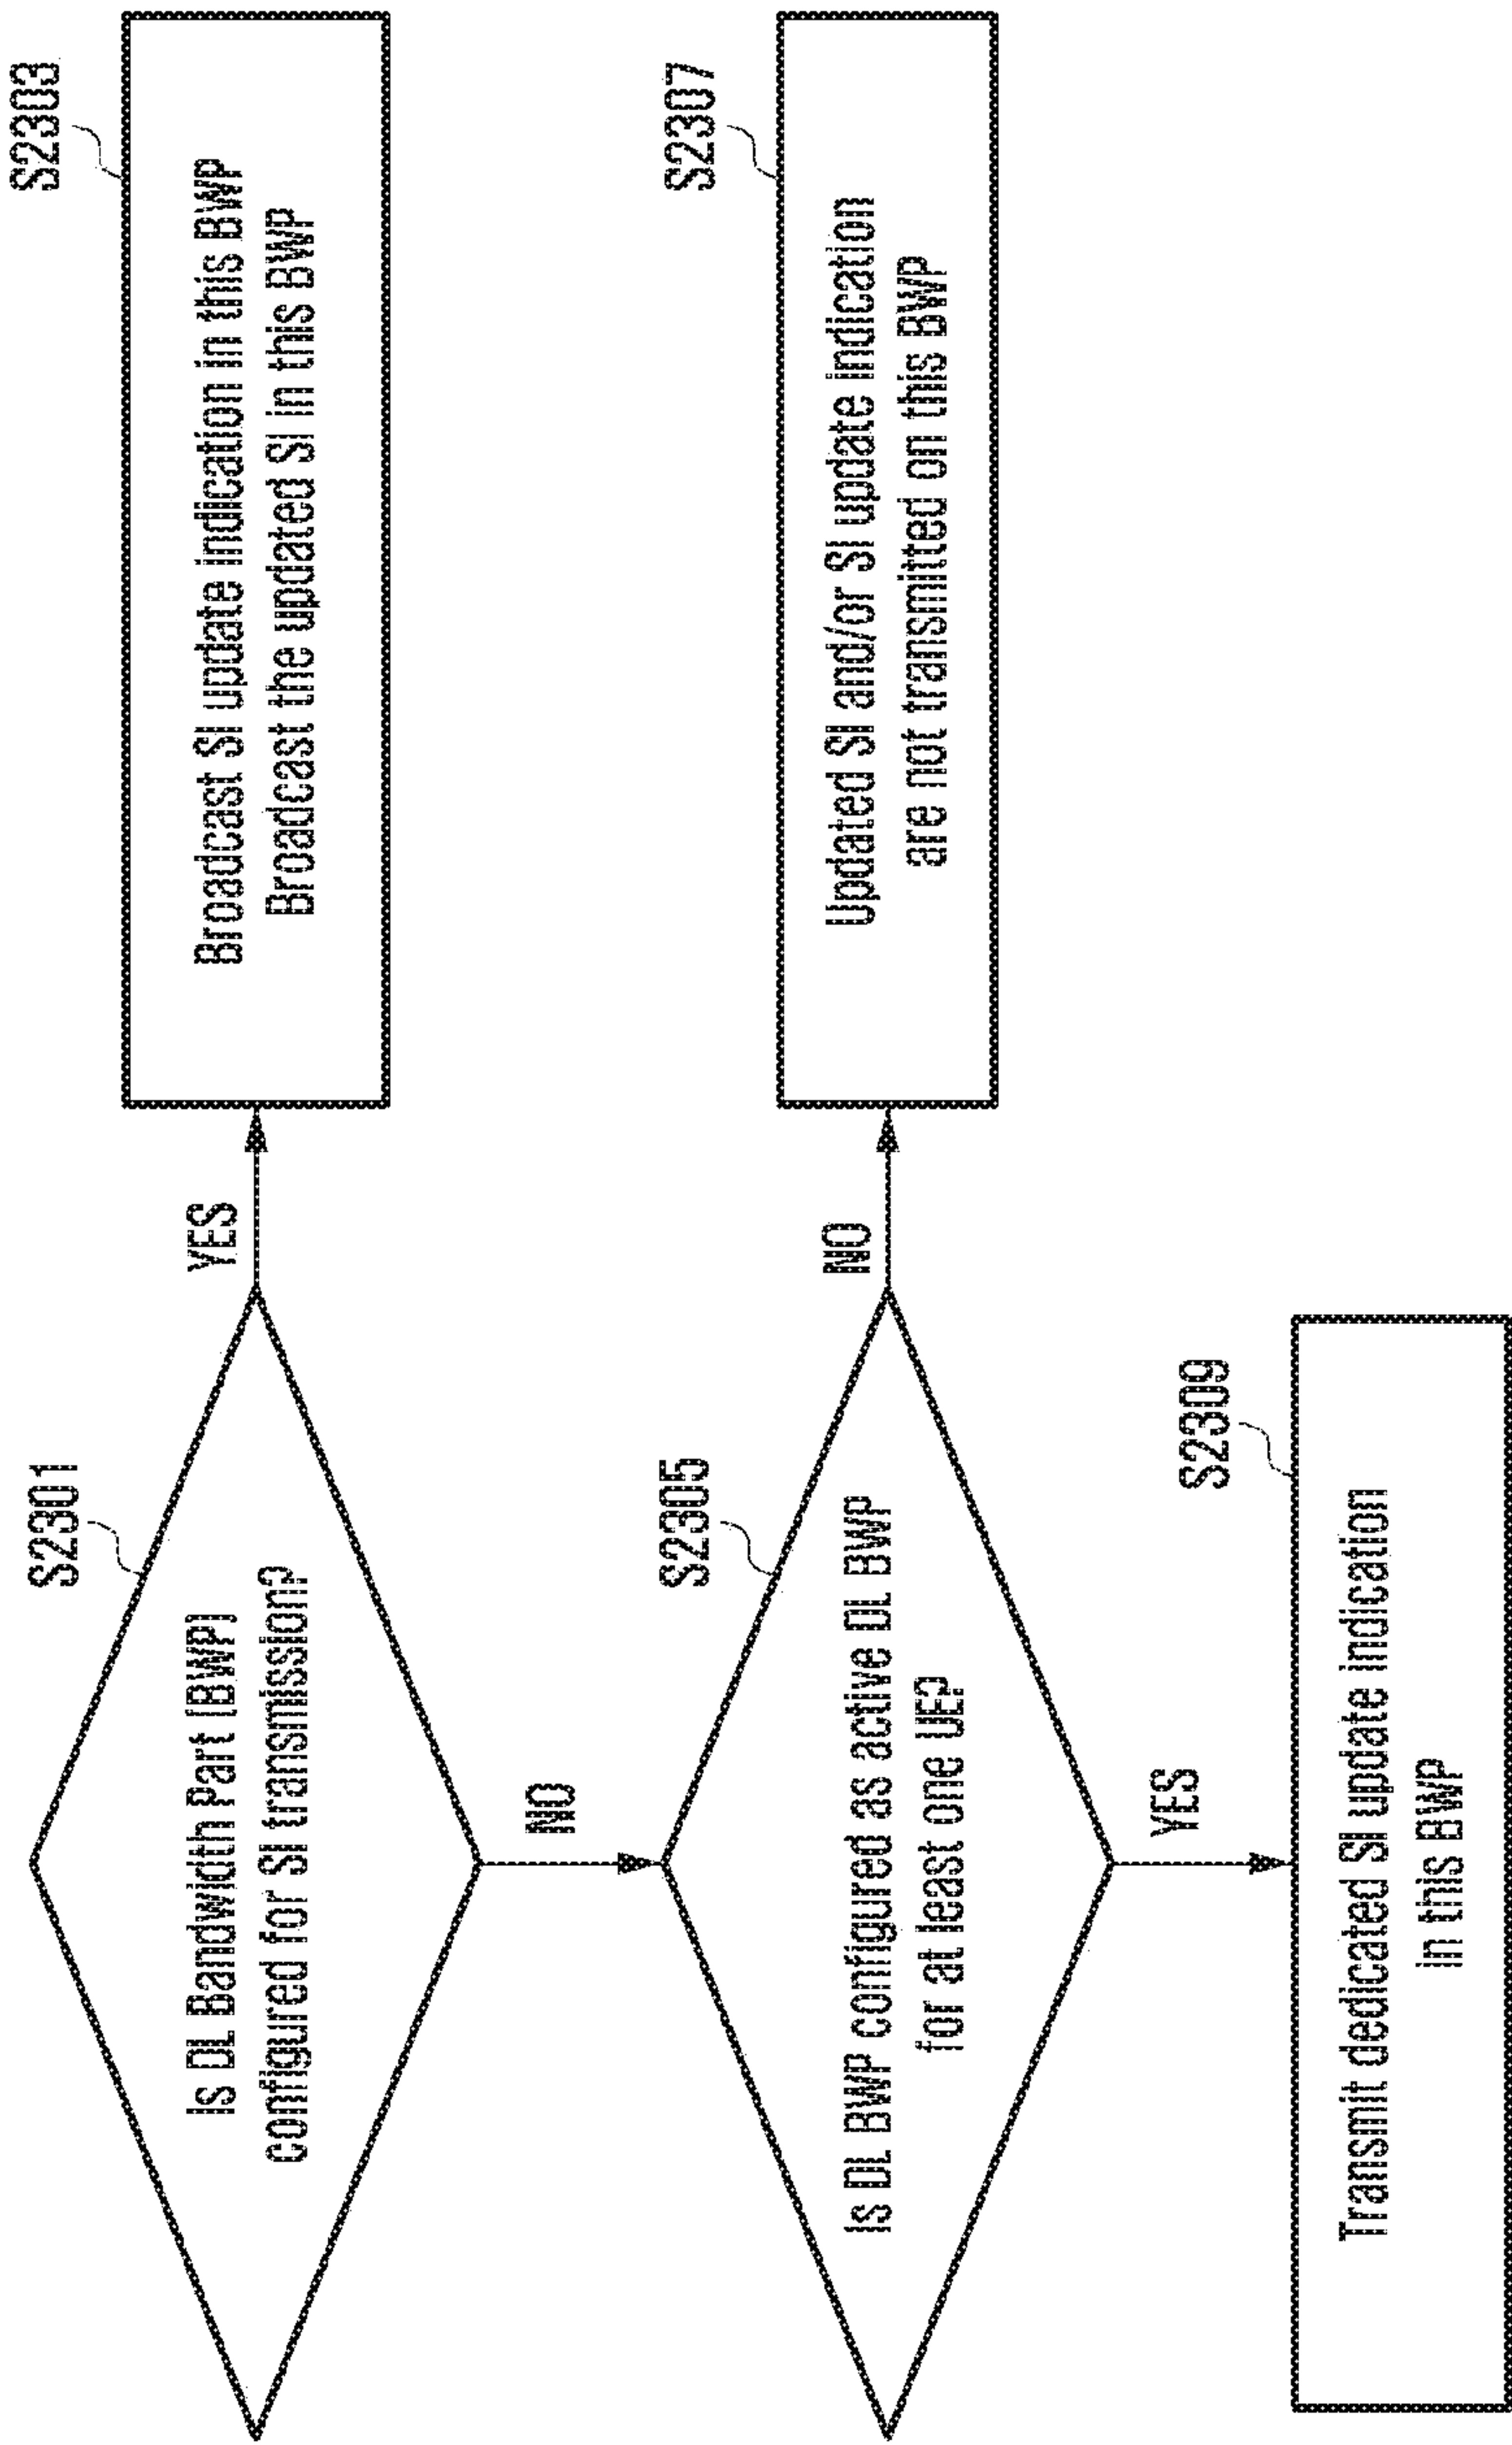 S2301
Is DL Bandwidth Part (BWP)
configured for SI transmission?
YES
S2303
Broadcast SI update indication in this BWP
Broadcast the updated SI in this BWP
NO
S2305
Is DL BWP configured as active DL BWP
for at least one UE?
NO
S2307
Updated SI and/or SI update indication
are not transmitted on this BWP
YES
S2309
Transmit dedicated SI update indication
in this BWP